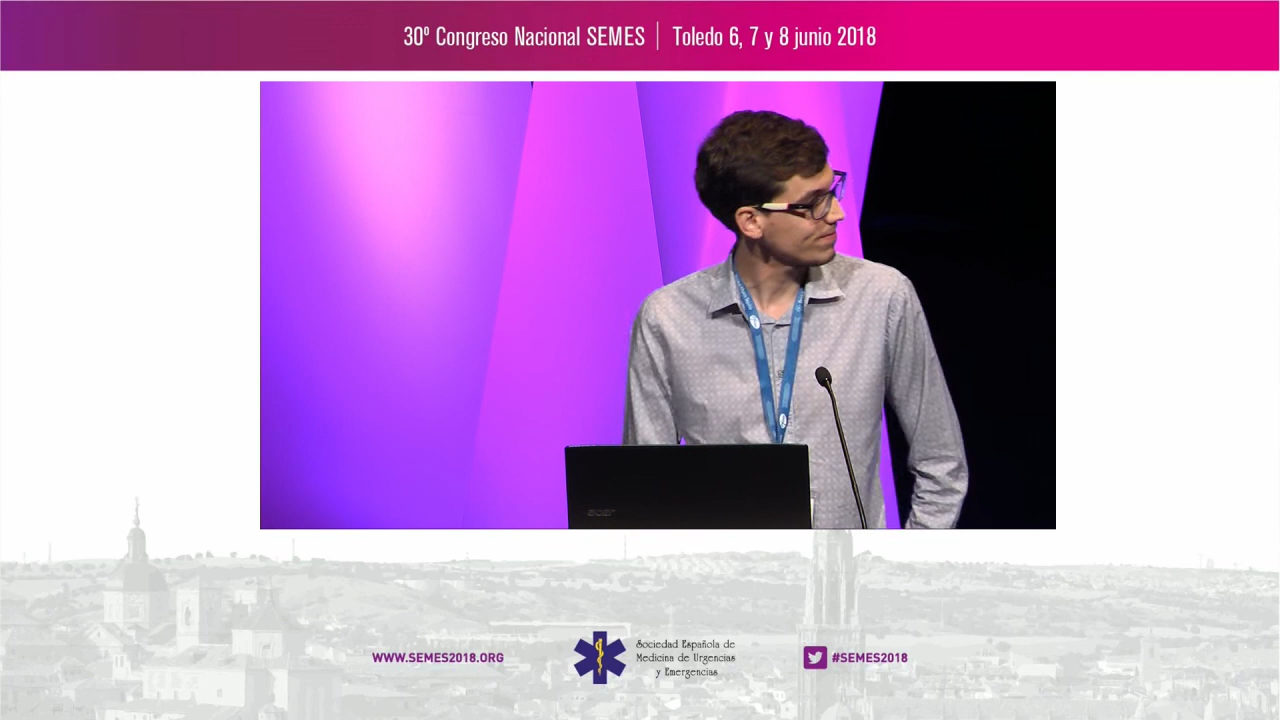 30º Congreso Nacional SEMES | Toledo 6, 7 y 8 junio 2018
acer
WWW.SEMES2018.ORG
Sociedad Española de
Medicina de Urgencias
y Emergencias
#SEMES2018